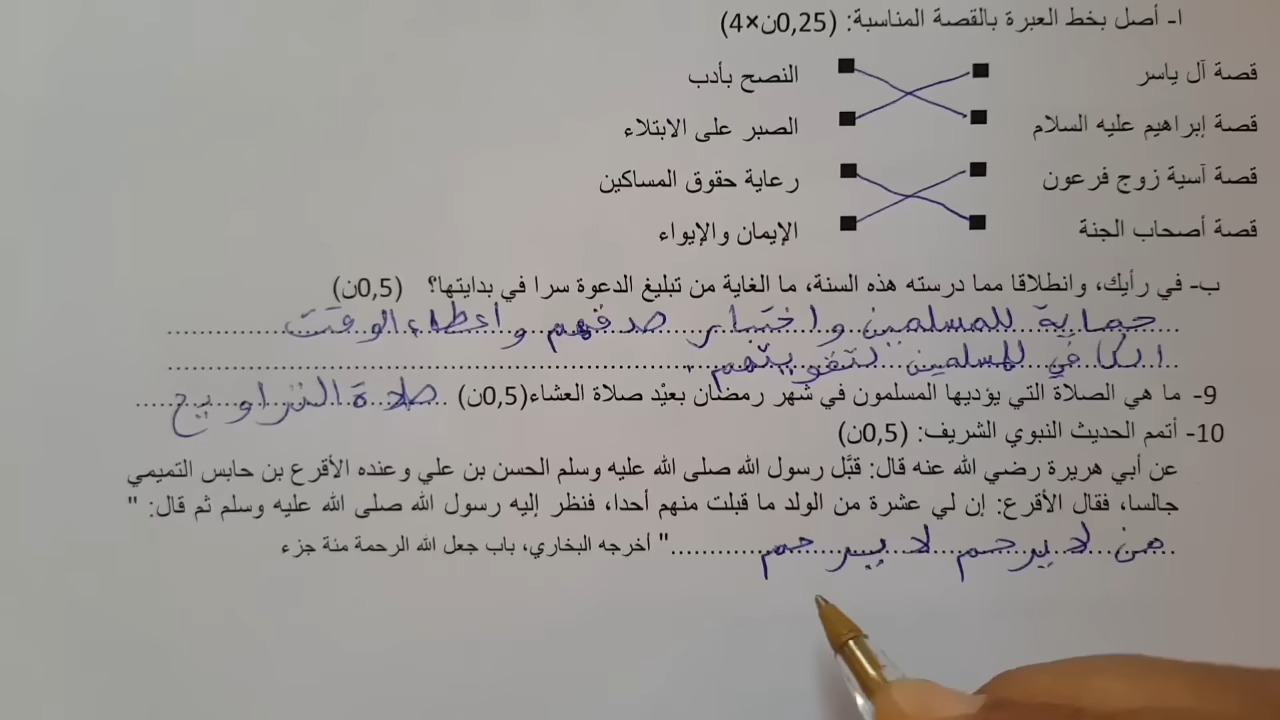 ا- أصل بخط العبرة بالقصة المناسبة: (0,25ن×4)
قصة آل ياسر النصح بأدب
قصة إبراهيم عليه السلام الصبر على الابتلاء
قصة آسية زوج فرعون رعاية حقوق المساكين
قصة أصحاب الجنة الإيمان والإيواء
ب- في رأيك، وانطلاقا مما درسته هذه السنة، ما الغاية من تبليغ الدعوة سرا في بدايتها؟ (0,5ن)
حماية للمسلمين واختبار صدقهم واعطاء الوقت
الكافي للمسلمين لتقويتهم.
9- ما هي الصلاة التي يؤديها المسلمون في شهر رمضان بعيْد صلاة العشاء(0,5ن) صلاة التراويح
10- أتمم الحديث النبوي الشريف: (0,5ن)
عن أبي هريرة رضي الله عنه قال: قبَّل رسول الله صلى الله عليه وسلم الحسن بن علي وعنده الأقرع بن حابس التميمي
جالسا، فقال الأقرع: إن لي عشرة من الولد ما قبلت منهم أحدا، فنظر إليه رسول الله صلى الله عليه وسلم ثم قال: "
من لا يرحم لا يرحم" أخرجه البخاري، باب جعل الله الرحمة مئة جزء